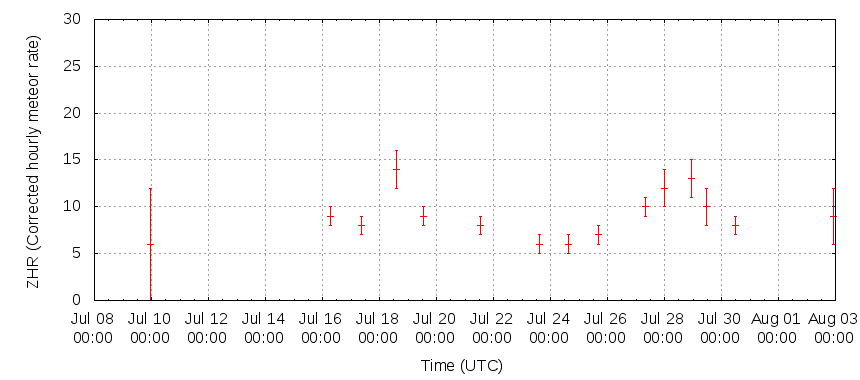 30
25
20
15
10
5
0
ZHR (Corrected hourly meteor rate)
Jul 08 Jul 10 Jul 12 Jul 14 Jul 16 Jul 18 Jul 20 Jul 22 Jul 24 Jul 26 Jul 28 Jul 30 Aug 01 Aug 03
00:00 00:00 00:00 00:00 00:00 00:00 00:00 00:00 00:00 00:00 00:00 00:00 00:00 00:00
Time (UTC)